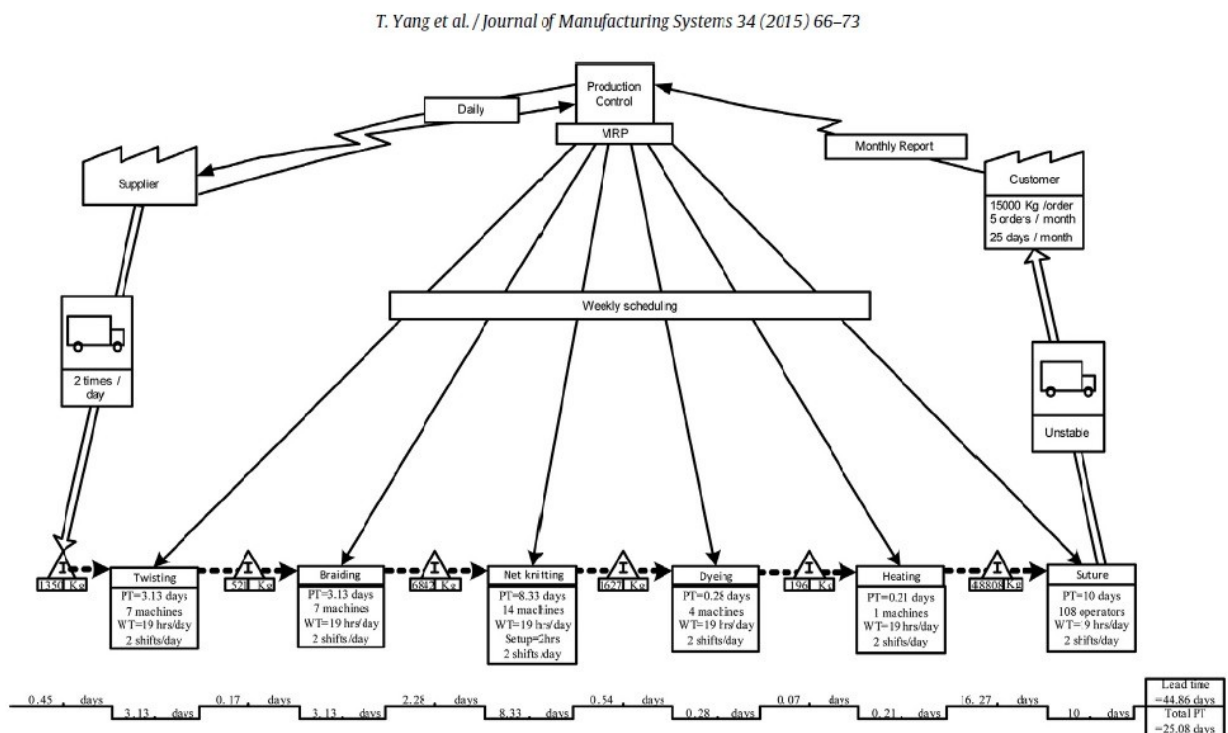 T. Yang et al. / Journal of Manufacturing Systems 34 (2015) 66–73
Production
Control
MRP
Daily
Monthly Report
Supplier
Customer
15000 Kg /order
5 orders / month
25 days / month
Weekly scheduling
2 times /
day
Unstable
I
1350 Kg
Twisting
PT=3.13 days
7 machines
WT=19 hrs/day
2 shifts/day
I
521 Kg
Braiding
PT=3.13 days
7 machines
WT=19 hrs/day
2 shifts/day
I
6842 Kg
Net knitting
PT=8.33 days
14 machines
WT=19 hrs/day
Setup=2hrs
2 shifts/day
I
1627 Kg
Dyeing
PT=0.28 days
4 machines
WT=19 hrs/day
2 shifts/day
I
196 Kg
Heating
PT=0.21 days
1 machines
WT=19 hrs/day
2 shifts/day
I
48808 Kg
Suture
PT=10 days
108 operators
WT=19 hrs/day
2 shifts/day
0.45 days
3.13 days
0.17 days
3.13 days
2.28 days
8.33 days
0.54 days
0.28 days
0.07 days
0.21 days
16.27 days
10 days
Lead time
=44.86 days
Total PT
=25.08 days